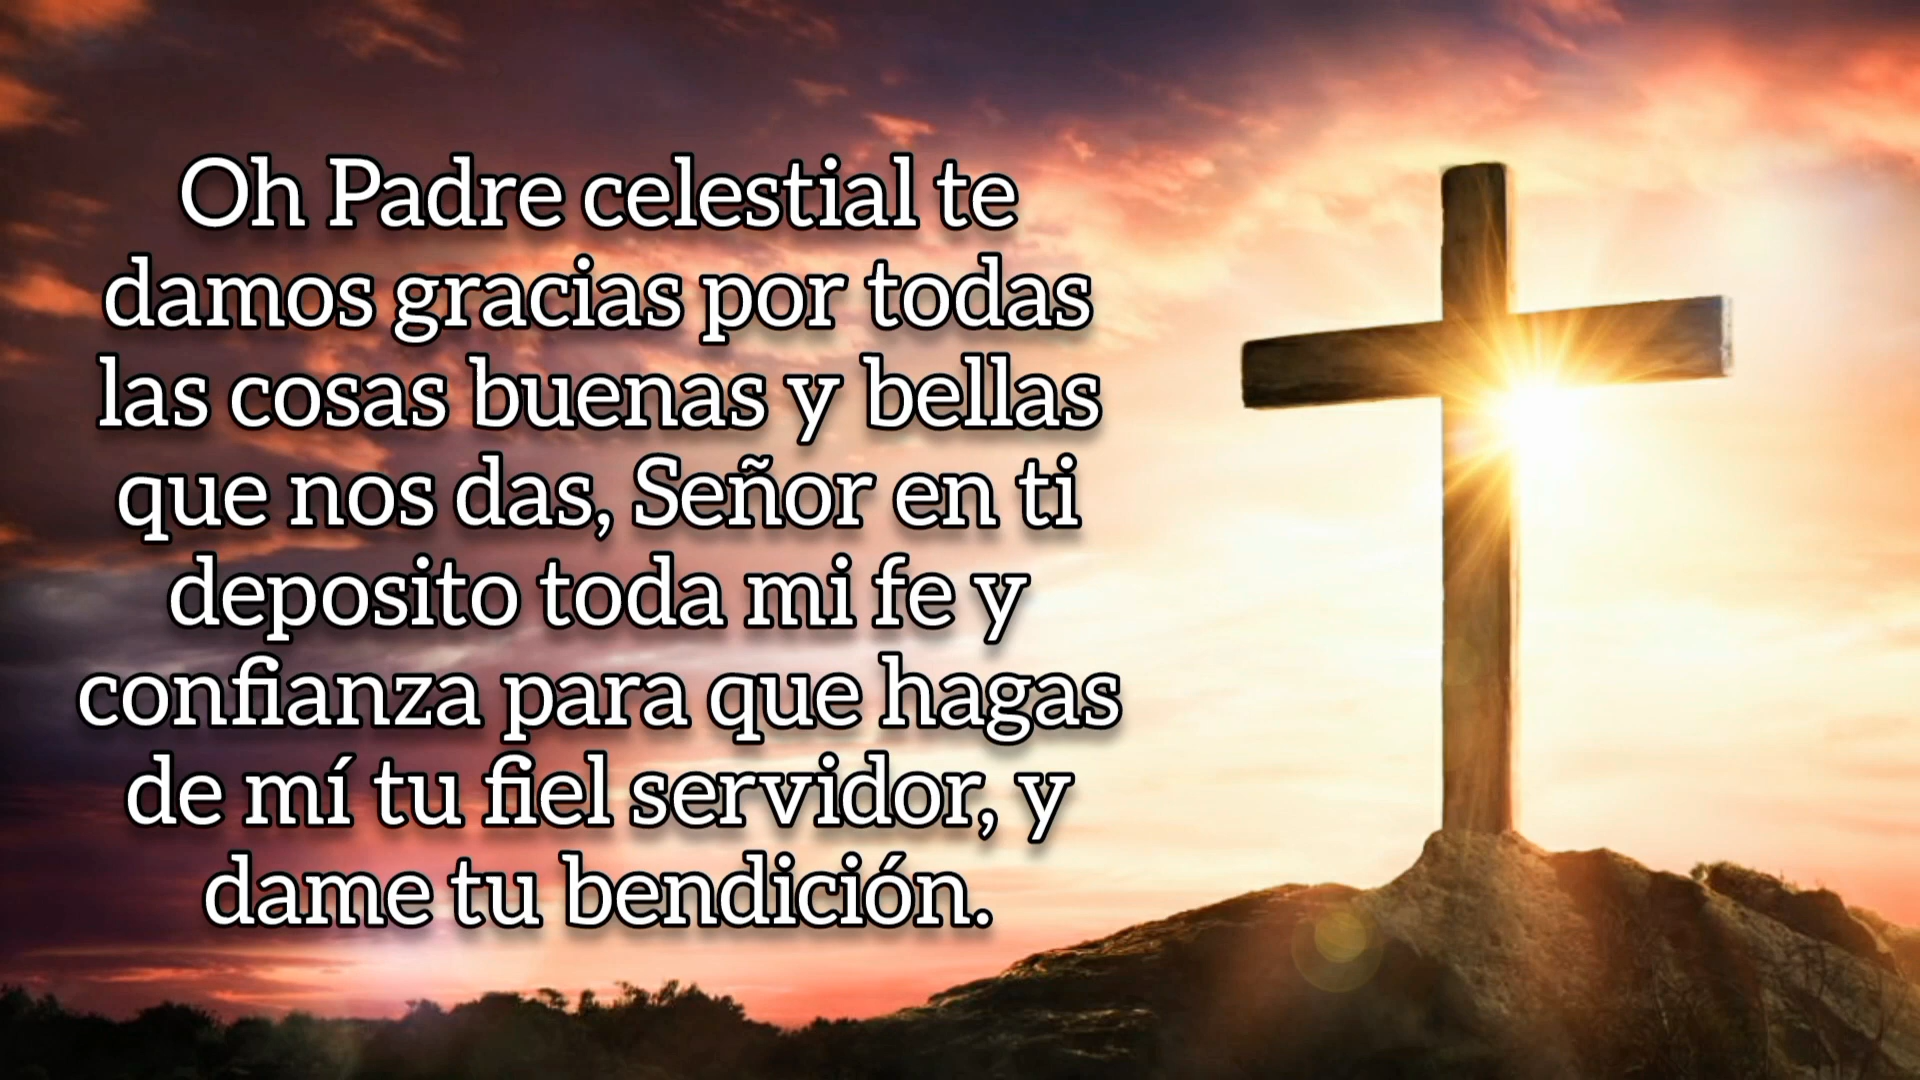 Oh Padre celestial te
damos gracias por todas
las cosas buenas y bellas
que nos das, Señor en ti
deposito toda mi fe y
confianza para que hagas
de mí tu fiel servidor, y
dame tu bendición.